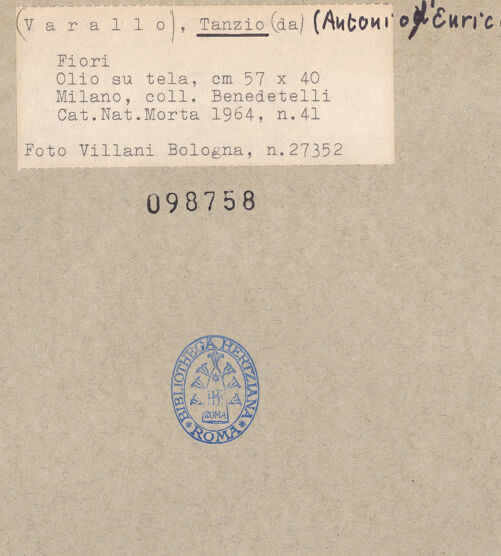 (Varallo), Tanzio (da) (Antonio d'Enric
Fiori
Olio su tela, cm 57 x 40
Milano, coll. Benedetelli
Cat.Nat.Morta 1964, n.41
Foto Villani Bologna, n.27352
098758
BIBLIOTHECA HERTZIANA
ROMA
* ROMA *